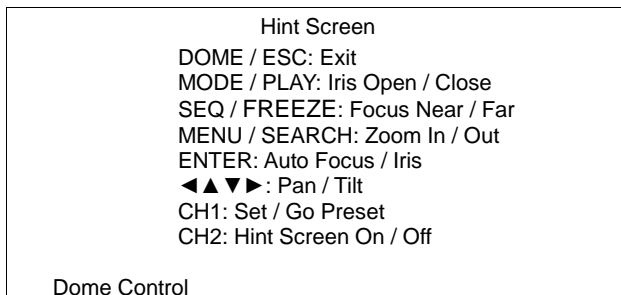 Hint Screen
DOME / ESC: Exit
MODE / PLAY: Iris Open / Close
SEQ / FREEZE: Focus Near / Far
MENU / SEARCH: Zoom In / Out
ENTER: Auto Focus / Iris
◄▲▼►: Pan / Tilt
CH1: Set / Go Preset
CH2: Hint Screen On / Off
Dome Control